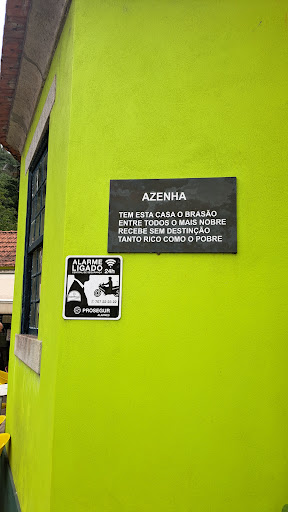 AZENHA
TEM ESTA CASA O BRASÃO
ENTRE TODOS O MAIS NOBRE
RECEBE SEM DESTINÇÃO
TANTO RICO COMO O POBRE
ALARME
LIGADO
24h
PROSEGUR